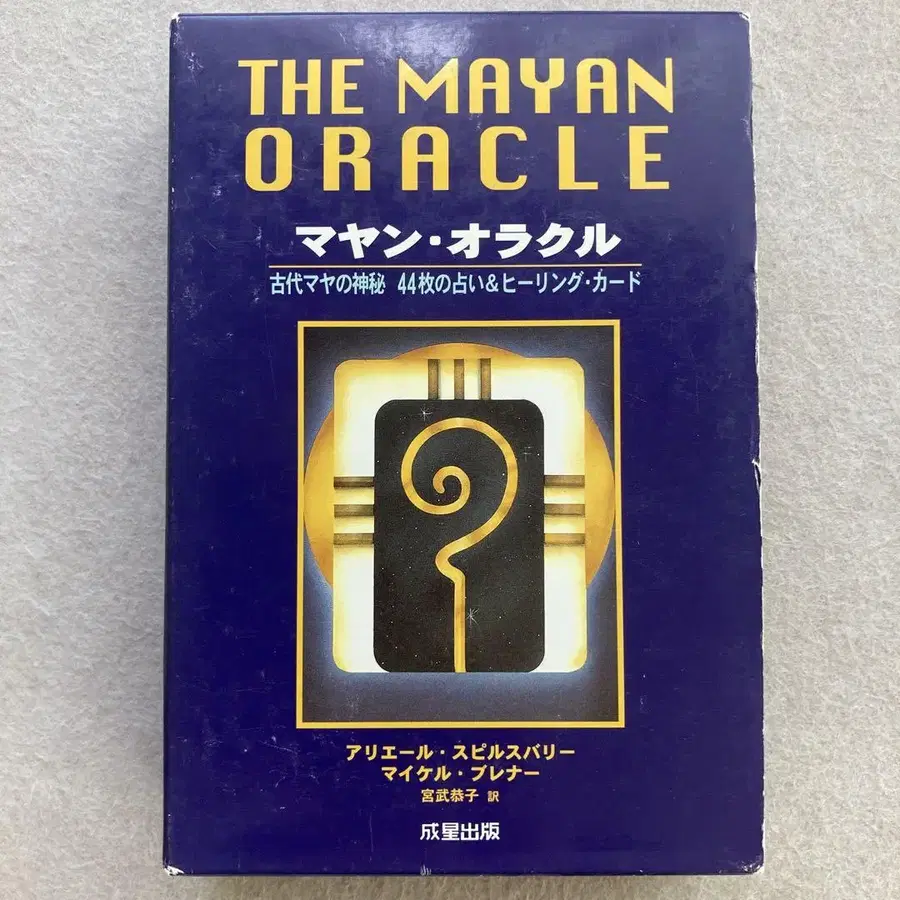 THE MAYAN
ORACLE
マヤン・オラクル
古代マヤの神秘 44枚の占い&ヒーリング・カード
アリエール・スピルスバリー
マイケル・ブレナー
宮武恭子 訳
成星出版